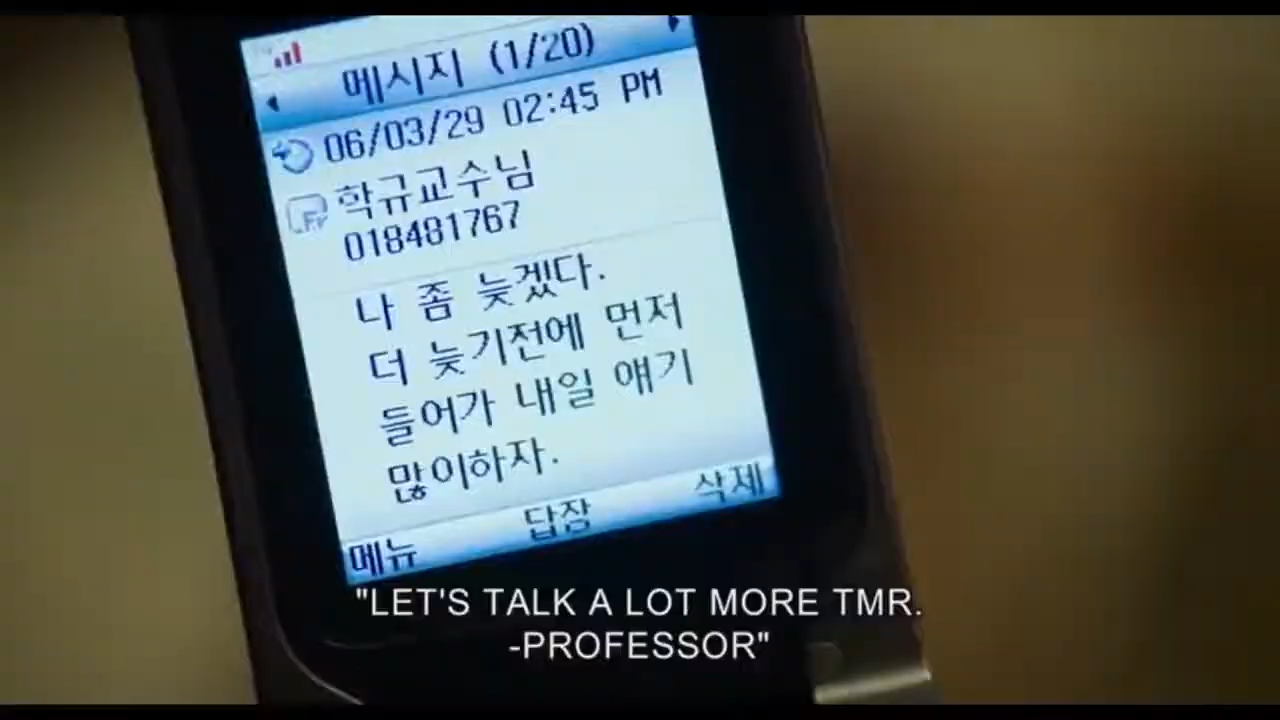 메시지 (1/20)
06/03/29 02:45 PM
학규교수님
018481767
나 좀 늦겠다.
더 늦기전에 먼저
들어가 내일 얘기
많이하자.
메뉴 답장 삭제
"LET'S TALK A LOT MORE TMR.
-PROFESSOR"